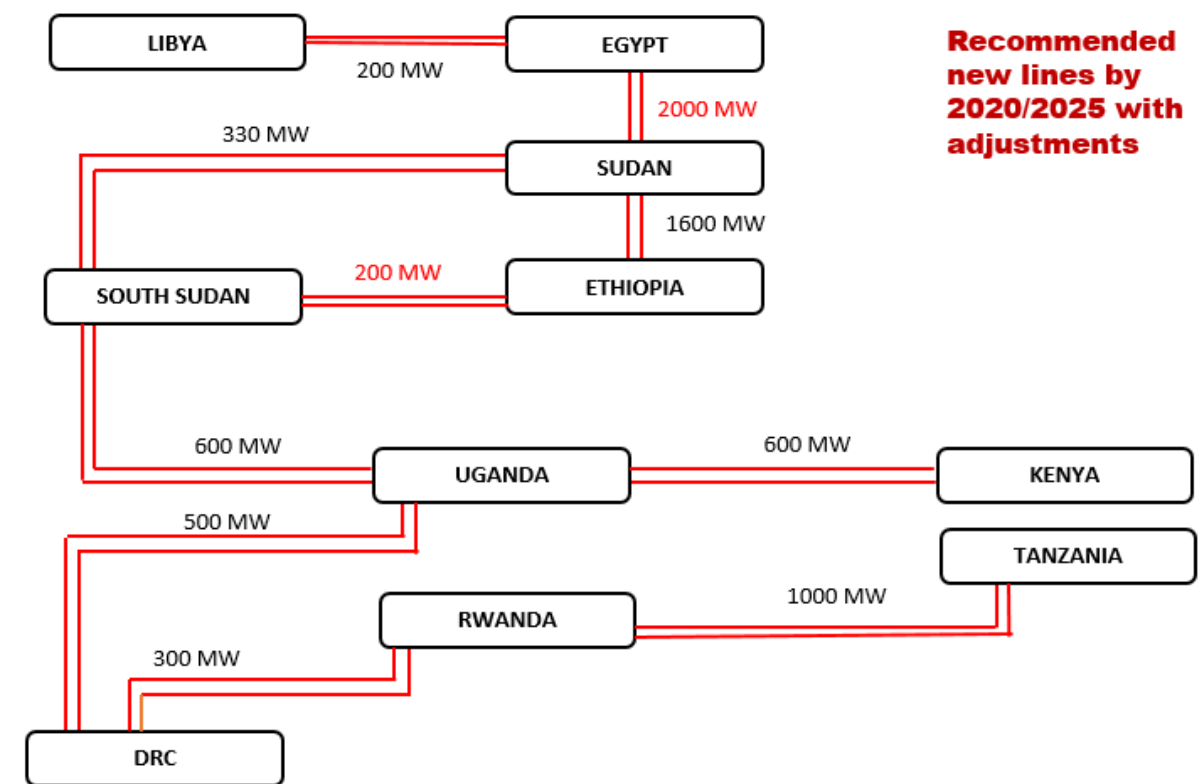 LIBYA
EGYPT
Recommended
new lines by
2020/2025 with
adjustments
200 MW
2000 MW
330 MW
SUDAN
1600 MW
200 MW
SOUTH SUDAN
ETHIOPIA
600 MW
600 MW
UGANDA
KENYA
500 MW
TANZANIA
1000 MW
RWANDA
300 MW
DRC